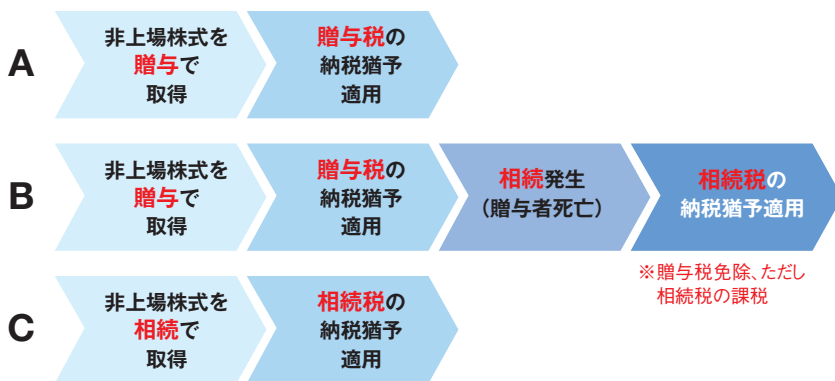 A
非上場株式を
贈与で
取得
贈与税の
納税猶予
適用
B
非上場株式を
贈与で
取得
贈与税の
納税猶予
適用
相続発生
（贈与者死亡）
相続税の
納税猶予適用
※贈与税免除、ただし
相続税の課税
C
非上場株式を
相続で
取得
相続税の
納税猶予
適用